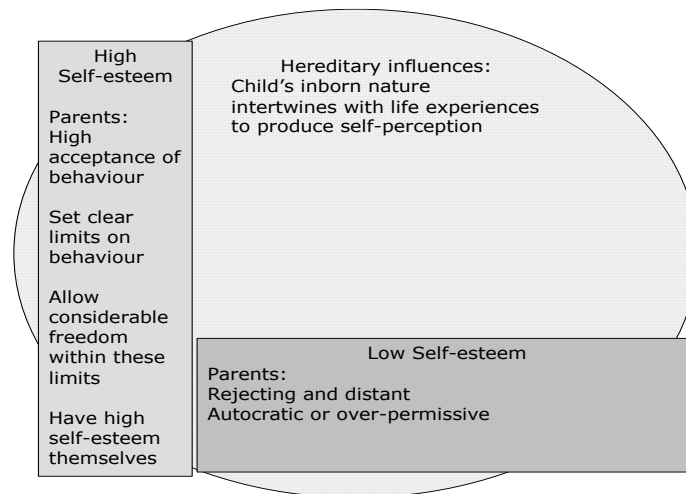 High
Self-esteem
Parents:
High
acceptance of
behaviour
Set clear
limits on
behaviour
Allow
considerable
freedom
within these
limits
Have high
self-esteem
themselves
Hereditary influences:
Child's inborn nature
intertwines with life experiences
to produce self-perception
Low Self-esteem
Parents:
Rejecting and distant
Autocratic or over-permissive